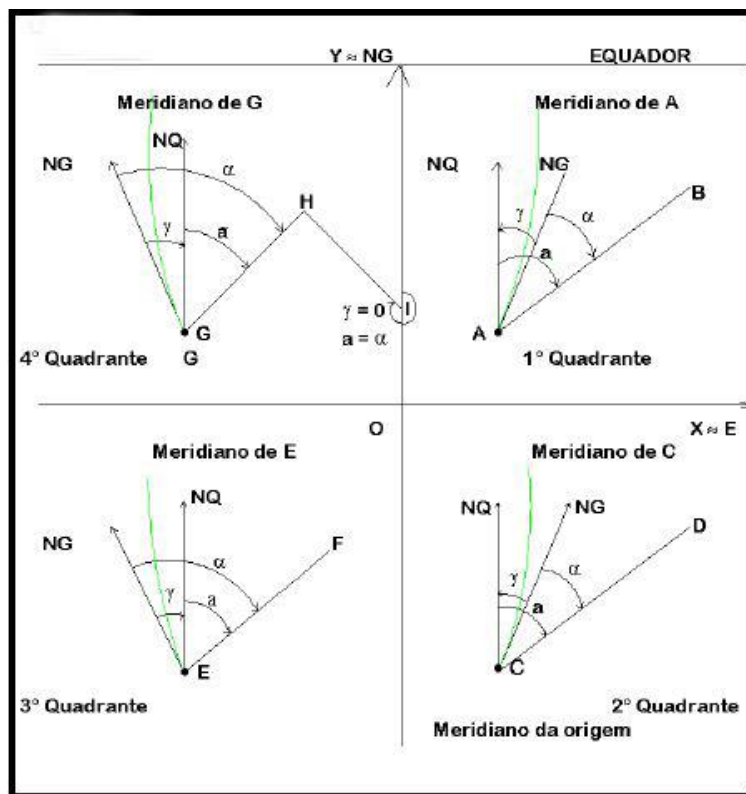 Y ≈ NG
EQUADOR
Meridiano de G
Meridiano de A
NG
NQ
α
H
γ
a
G
γ = 0
a = α
I
4° Quadrante
G
NQ
NG
B
γ
α
a
A
1° Quadrante
O
X ≈ E
Meridiano de E
Meridiano de C
NG
NQ
F
α
γ
a
E
3° Quadrante
NQ
NG
D
γ
α
a
C
2° Quadrante
Meridiano da origem